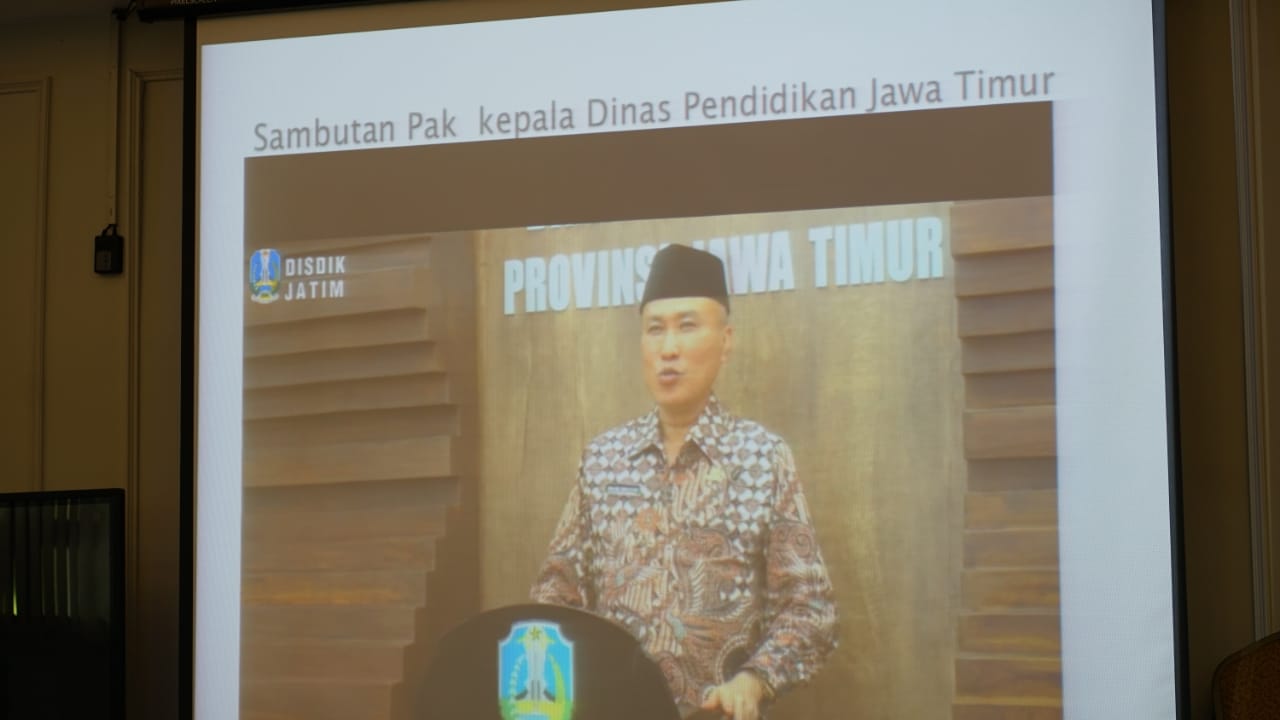 Sambutan Pak  kepala Dinas Pendidikan Jawa Timur
PROVINSI JAWA TIMUR
DISDIK
JATIM